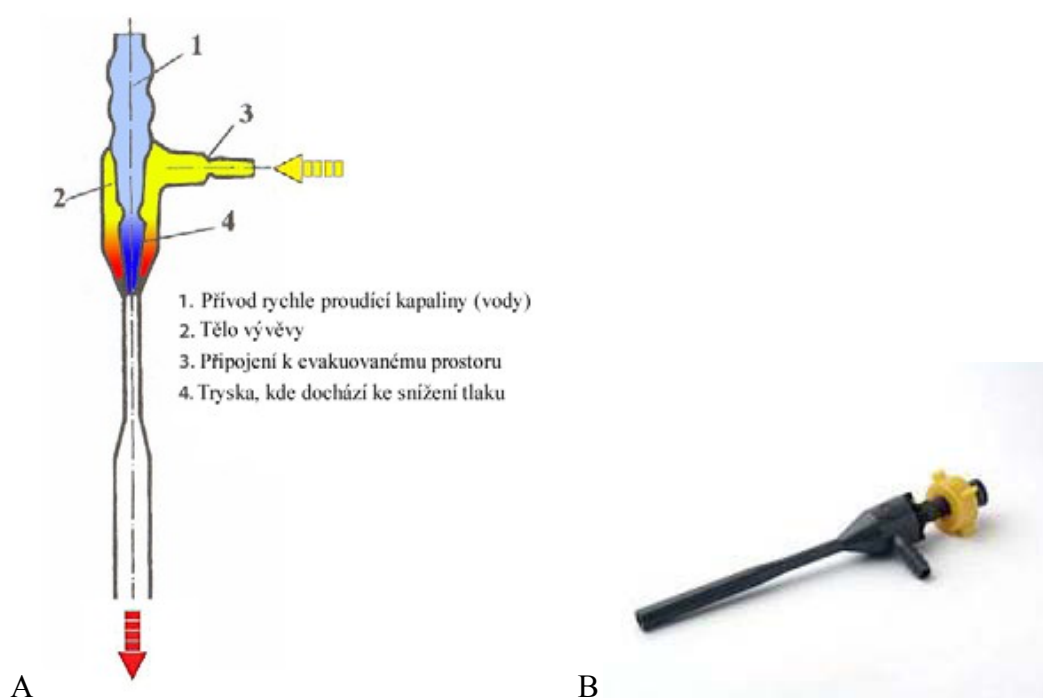 1
3
2
4
1. Přívod rychle proudící kapaliny (vody)
2. Tělo vývěvy
3. Připojení k evakuovanému prostoru
4. Tryska, kde dochází ke snížení tlaku
A
B